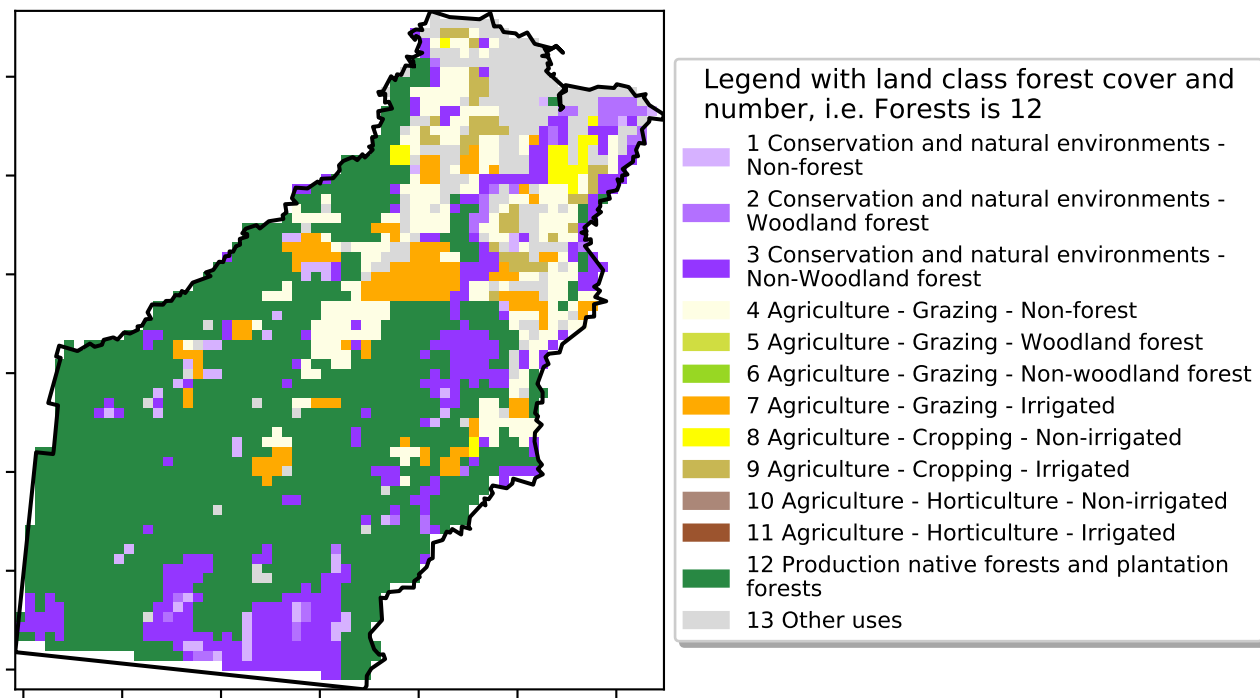 Legend with land class forest cover and
number, i.e. Forests is 12
1 Conservation and natural environments -
Non-forest
2 Conservation and natural environments -
Woodland forest
3 Conservation and natural environments -
Non-Woodland forest
4 Agriculture - Grazing - Non-forest
5 Agriculture - Grazing - Woodland forest
6 Agriculture - Grazing - Non-woodland forest
7 Agriculture - Grazing - Irrigated
8 Agriculture - Cropping - Non-irrigated
9 Agriculture - Cropping - Irrigated
10 Agriculture - Horticulture - Non-irrigated
11 Agriculture - Horticulture - Irrigated
12 Production native forests and plantation
forests
13 Other uses